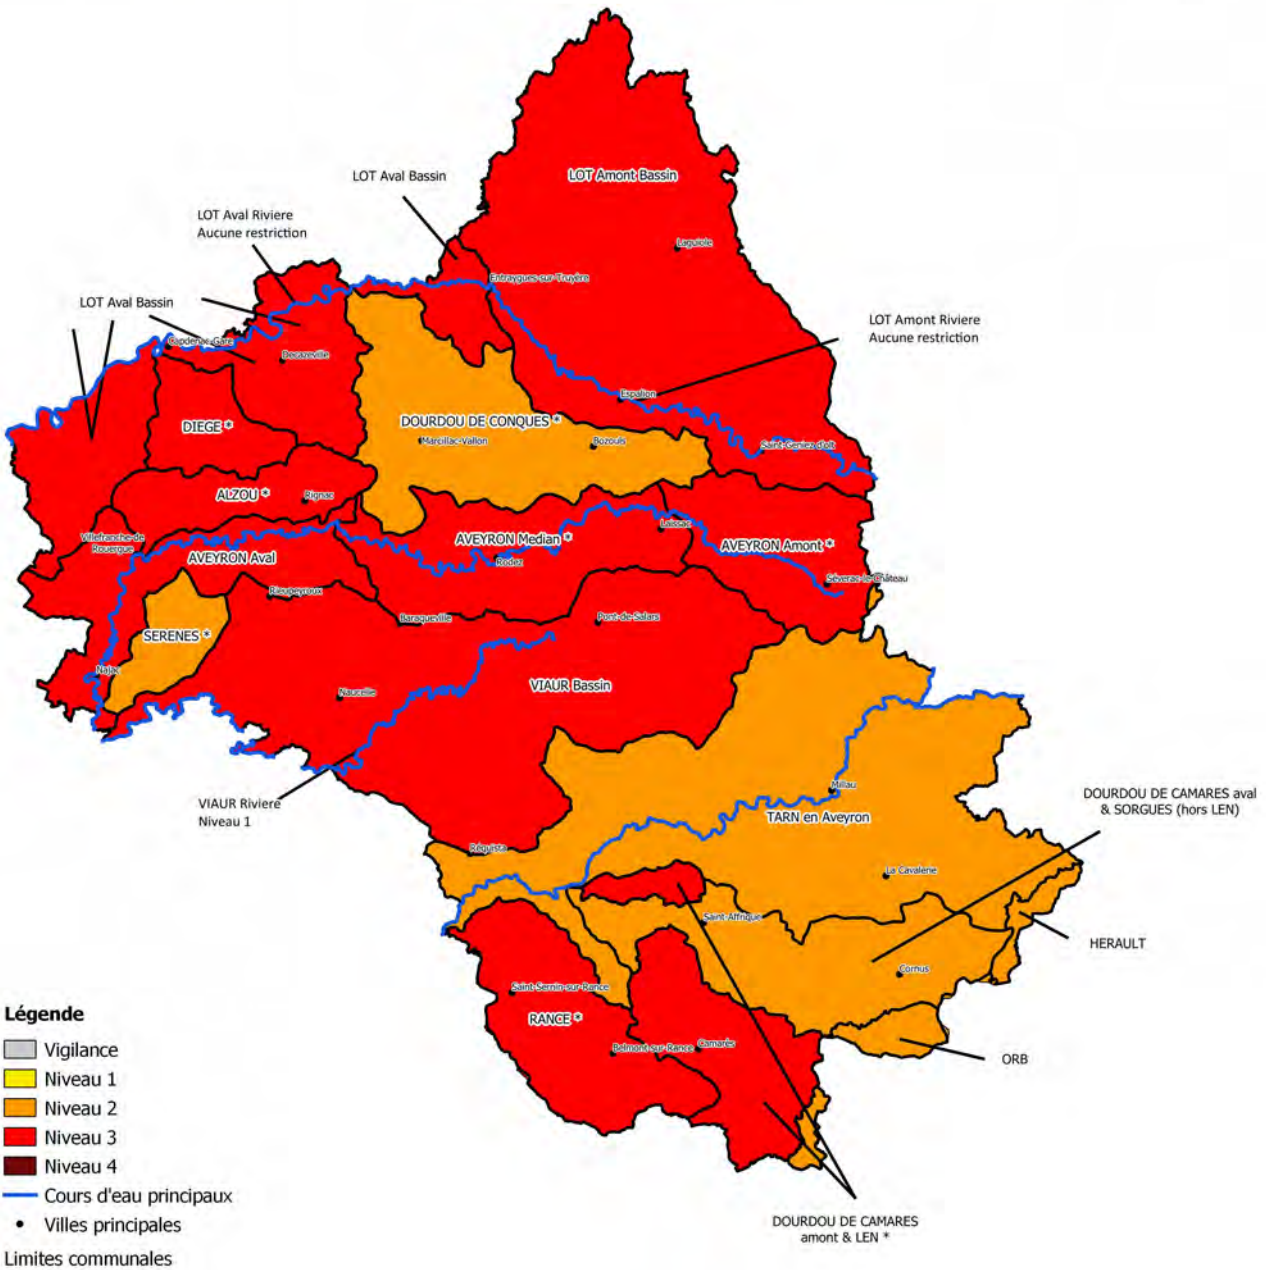 LOT Amont Bassin
LOT Aval Bassin
LOT Aval Riviere
Aucune restriction
Laguiole
Entraygues-sur-Truyère
LOT Aval Bassin
LOT Amont Riviere
Aucune restriction
Capdenac-Gare
Decazeville
Espalion
DIEGE *
DOURDOU DE CONQUES *
Marcillac-Vallon
Bozouls
Saint-Geniez d'olt
ALZOU *
Rignac
Villefranche-de
Rouergue
AVEYRON Aval
AVEYRON Median *
Laissac
AVEYRON Amont *
Rodez
Séverac-le-Château
Rieupeyroux
Baraqueville
Pont-de-Salars
SERENES *
Najac
Naucelle
VIAUR Bassin
VIAUR Riviere
Niveau 1
Millau
TARN en Aveyron
DOURDOU DE CAMARES aval
& SORGUES (hors LEN)
Réquista
La Cavalerie
Saint-Affrique
HERAULT
Cornus
Saint-Sernin-sur-Rance
RANCE *
Belmont-sur-Rance
Camarès
ORB
DOURDOU DE CAMARES
amont & LEN *
Légende
Vigilance
Niveau 1
Niveau 2
Niveau 3
Niveau 4
Cours d'eau principaux
Villes principales
Limites communales